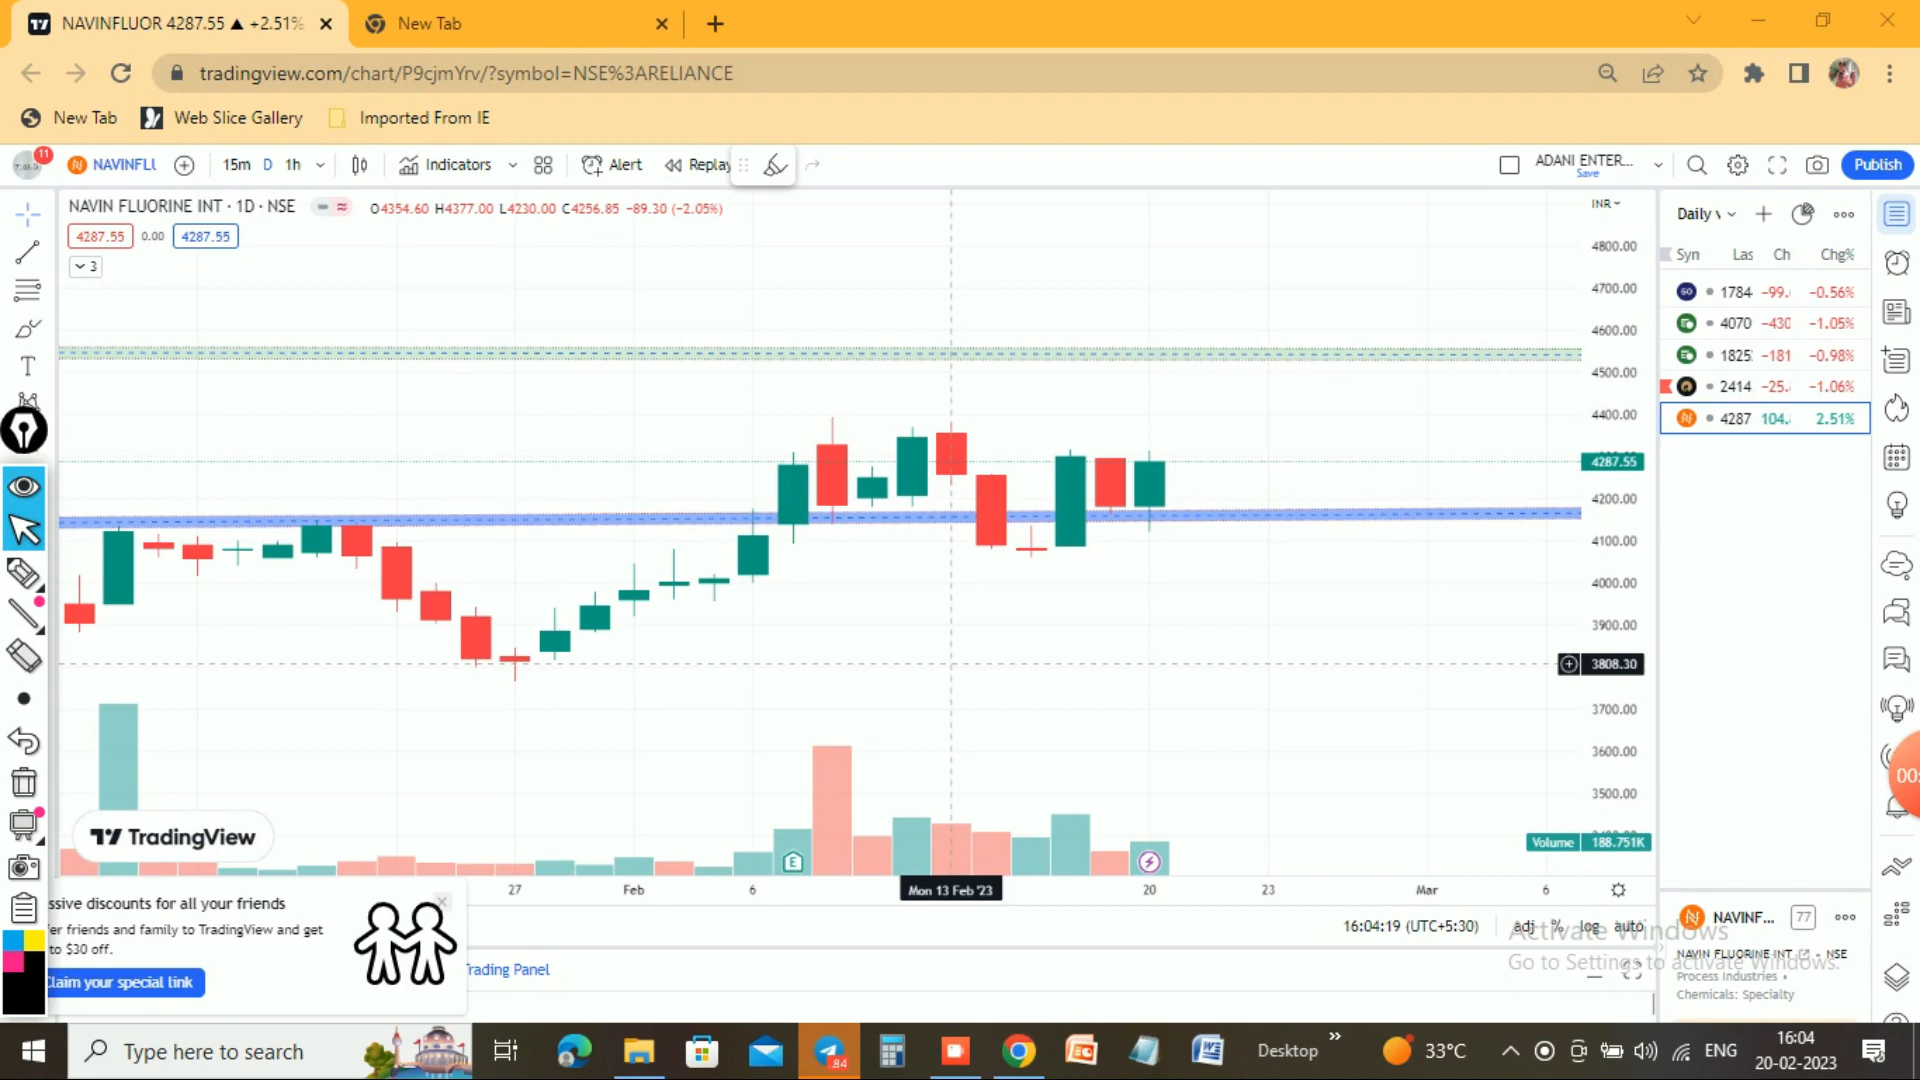 NAVINFLUOR 4287.55 ▲ +2.51%
New Tab
tradingview.com/chart/P9cjmYrv/?symbol=NSE%3ARELIANCE
New Tab
Web Slice Gallery
Imported From IE
11
NAVINFLU
15m D 1h
Indicators
Alert
Replay
ADANI ENTER...
Save
Publish
NAVIN FLUORINE INT · 1D · NSE
O4354.60 H4377.00 L4230.00 C4256.85 −89.30 (−2.05%)
INR
4287.55 0.00 4287.55
3
4800.00
4700.00
4600.00
4500.00
4400.00
4287.55
4200.00
4100.00
4000.00
3900.00
3808.30
3700.00
3600.00
3500.00
Volume 188.751K
E
TradingView
27
Feb
6
Mon 13 Feb '23
20
23
Mar
6
16:04:19 (UTC+5:30)
adj % log auto
Trading Panel
ssive discounts for all your friends
er friends and family to TradingView and get
to $30 off.
Claim your special link
Daily
Syn Las Ch Chg%
50 1784 −99. −0.56%
4070 −430 −1.05%
1825 −181 −0.98%
2414 −25. −1.06%
4287 104. 2.51%
00:
NAVINF... 77
NAVIN FLUORINE INT · NSE
Process Industries •
Chemicals: Specialty
Activate Windows
Go to Settings to activate Windows.
Type here to search
84
Desktop
33°C
ENG
16:04
20-02-2023